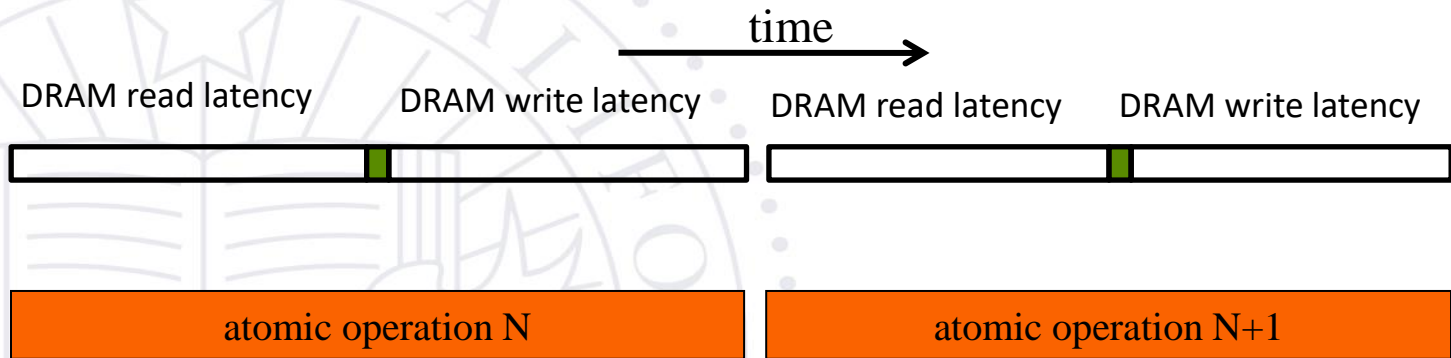 time
DRAM read latency DRAM write latency DRAM read latency DRAM write latency
atomic operation N atomic operation N+1